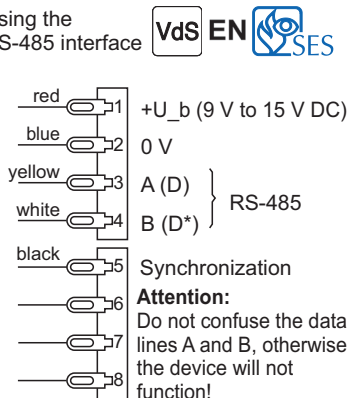 sing the
S-485 interface
VdS EN SES
red 1 +U_b (9 V to 15 V DC)
blue 2 0 V
yellow 3 A (D)
RS-485
white 4 B (D*)
black 5 Synchronization
6 Attention:
Do not confuse the data
7 lines A and B, otherwise
the device will not
8 function!